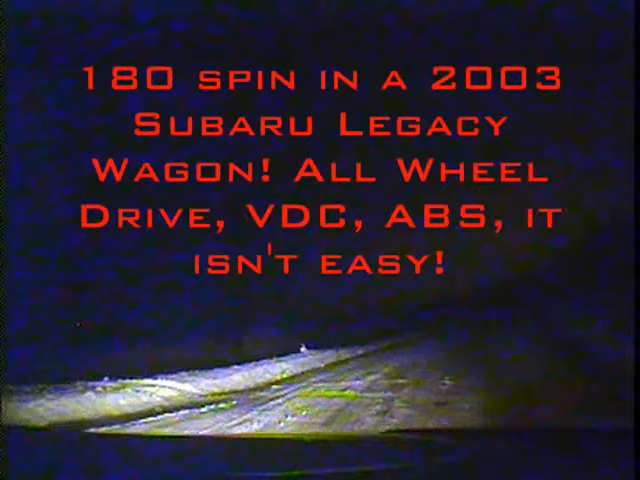 180 spin in a 2003
Subaru Legacy
Wagon! All Wheel
Drive, VDC, ABS, it
isn't easy!